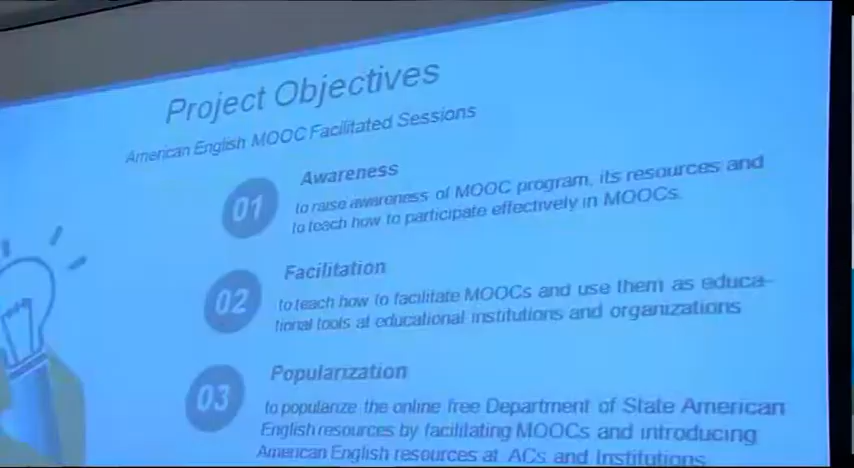 Project Objectives
American English MOOC Facilitated Sessions
01
Awareness
to raise awareness of MOOC program, its resources and
to teach how to participate effectively in MOOCs.
02
Facilitation
to teach how to facilitate MOOCs and use them as educa-
tional tools at educational institutions and organizations
03
Popularization
to popularize the online free Department of State American
English resources by facilitating MOOCs and introducing
American English resources at ACs and Institutions